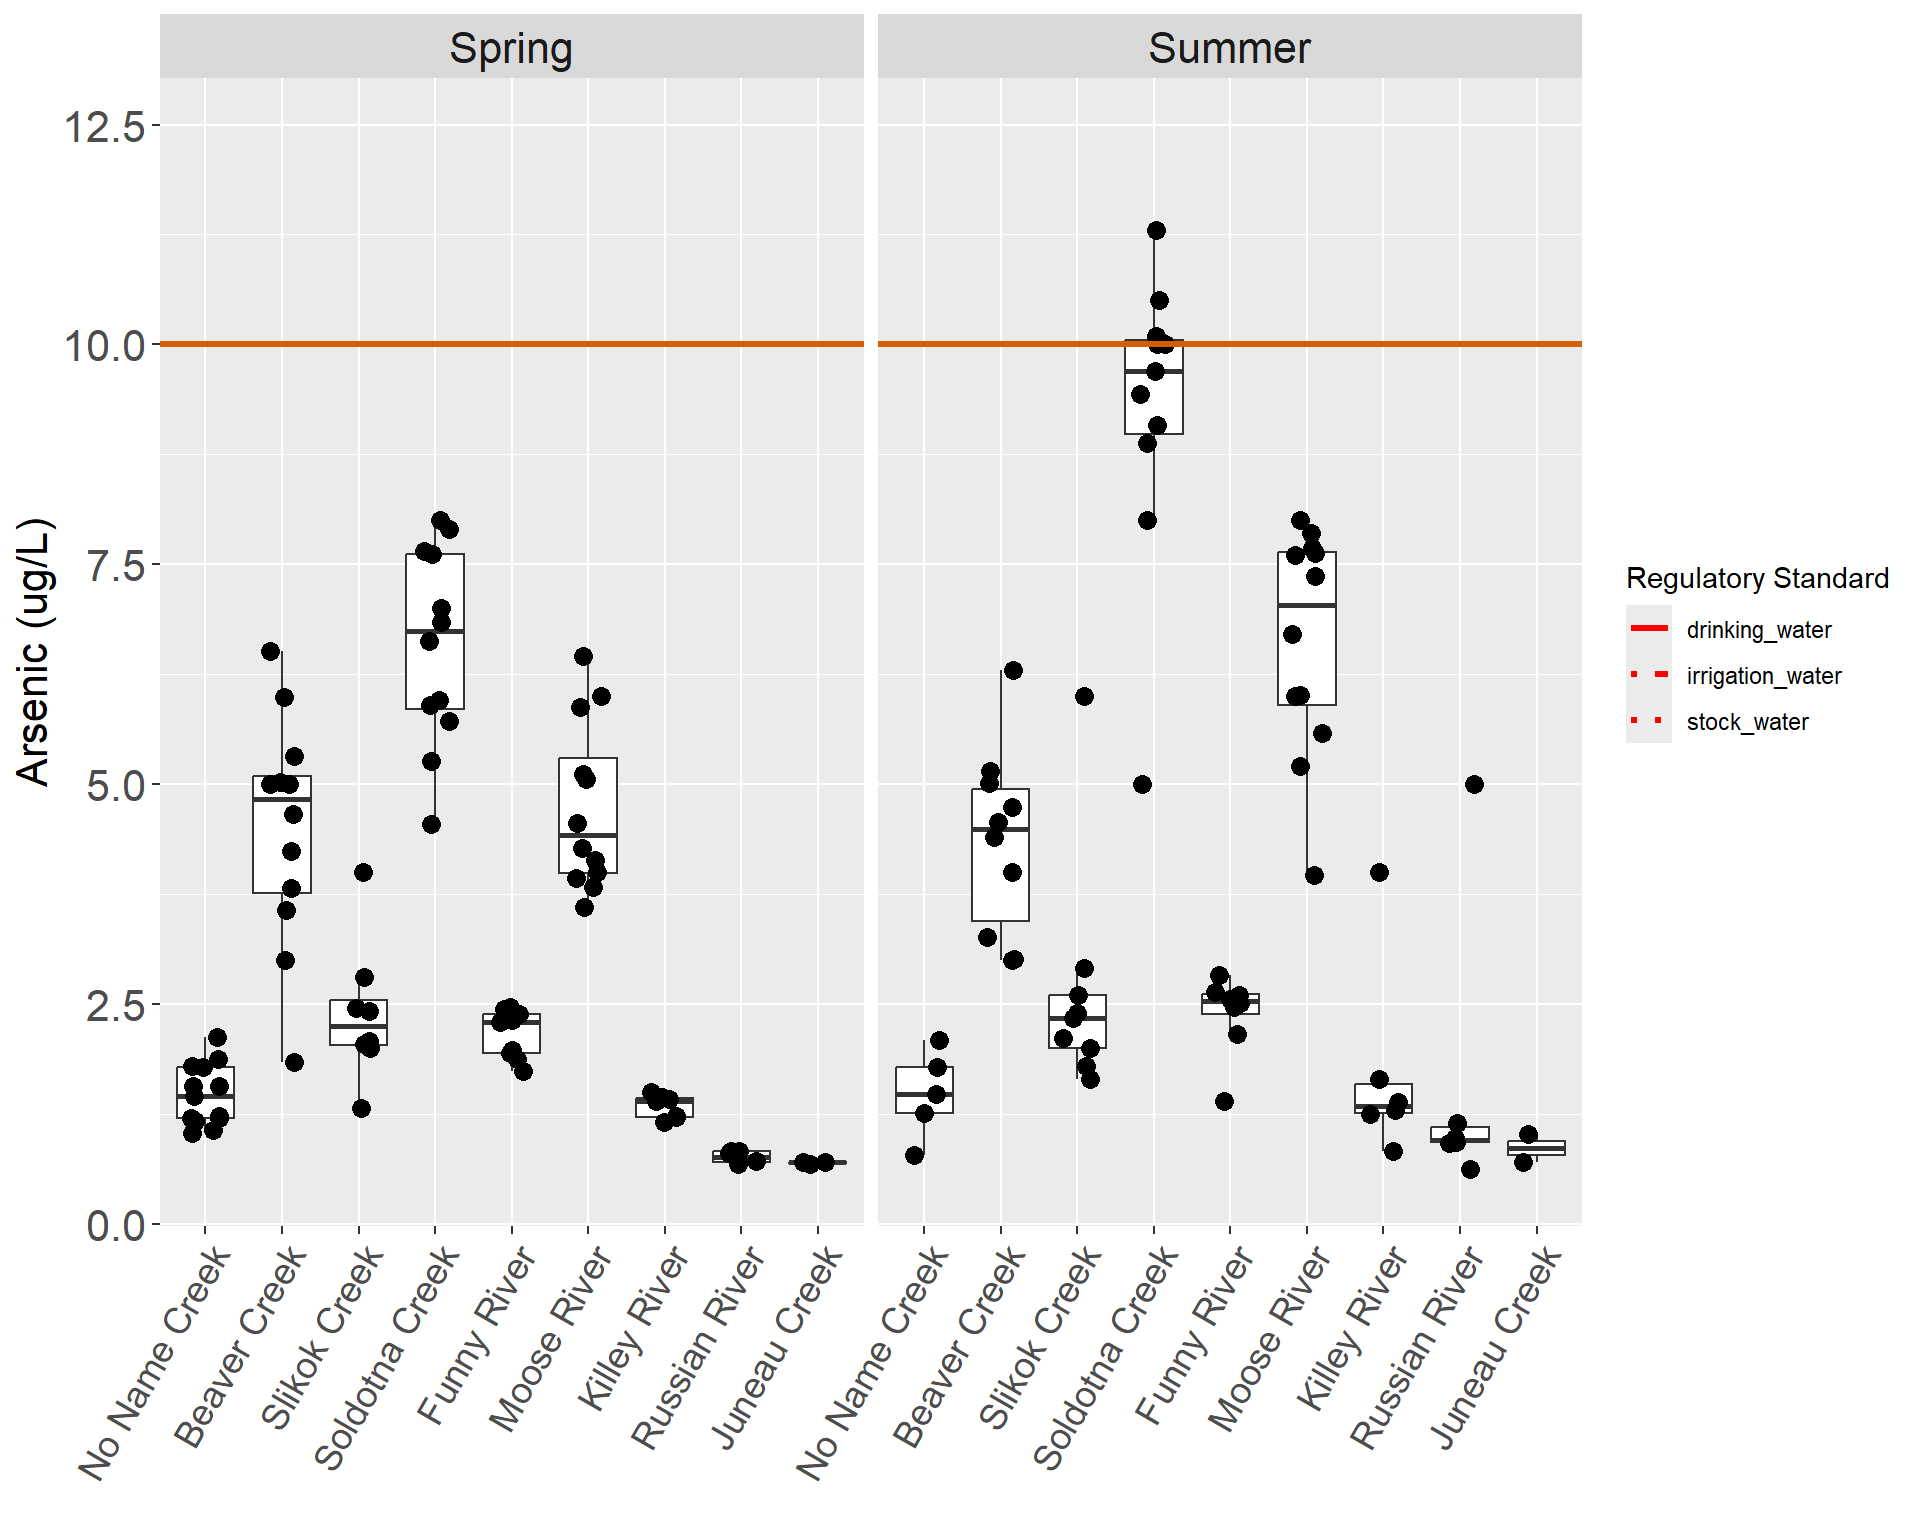 Spring
Summer
12.5
10.0
7.5
5.0
2.5
0.0
Arsenic (ug/L)
No Name Creek
Beaver Creek
Slikok Creek
Soldotna Creek
Funny River
Moose River
Killey River
Russian River
Juneau Creek
No Name Creek
Beaver Creek
Slikok Creek
Soldotna Creek
Funny River
Moose River
Killey River
Russian River
Juneau Creek
Regulatory Standard
drinking_water
irrigation_water
stock_water